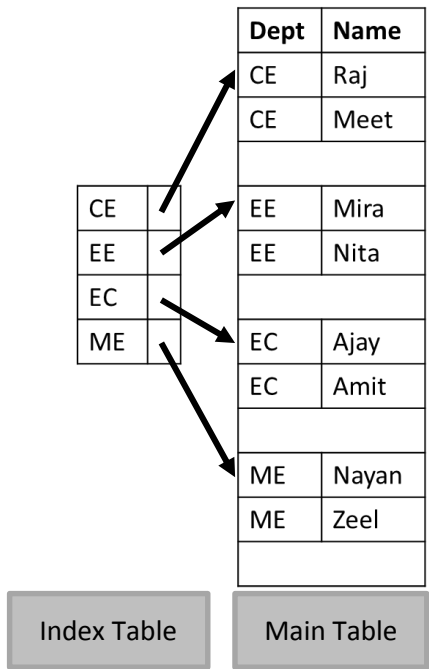 Dept Name
CE Raj
CE Meet
CE
EE Mira
EE
EE Nita
EC
ME
EC Ajay
EC Amit
ME Nayan
ME Zeel
Index Table
Main Table